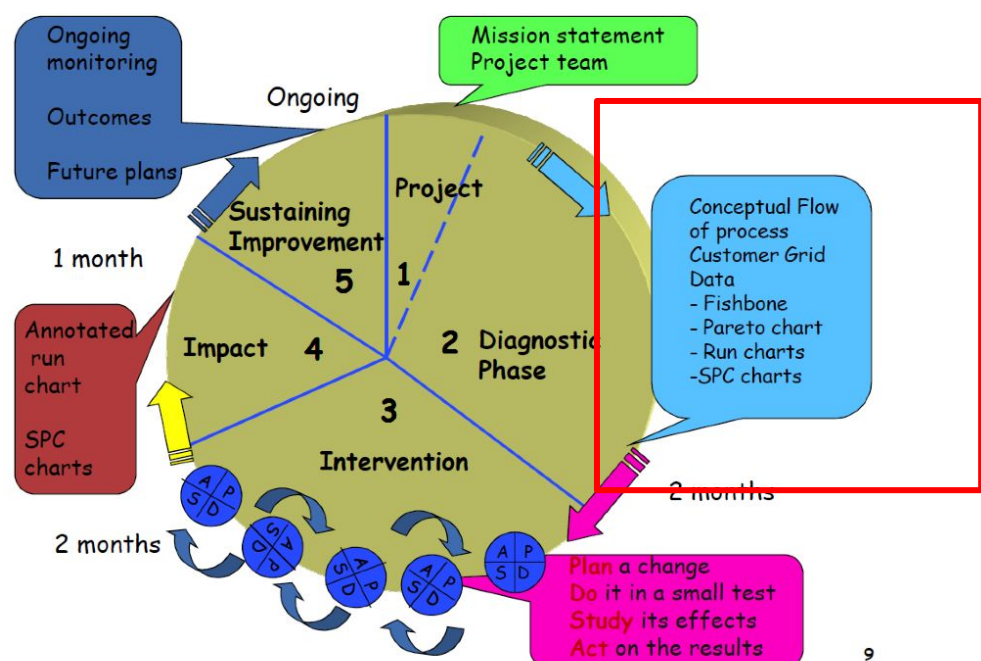 Ongoing
monitoring
Outcomes
Future plans
Ongoing
Mission statement
Project team
Project
1
Sustaining
Improvement
5
1 month
Conceptual Flow
of process
Customer Grid
Data
- Fishbone
- Pareto chart
- Run charts
-SPC charts
Annotated
run
chart
SPC
charts
Impact 4
2 Diagnostic
Phase
3
Intervention
2 months
2 months
A P
S D
A P
S D
A P
S D
A P
S D
A P
S D
Plan a change
Do it in a small test
Study its effects
Act on the results
9